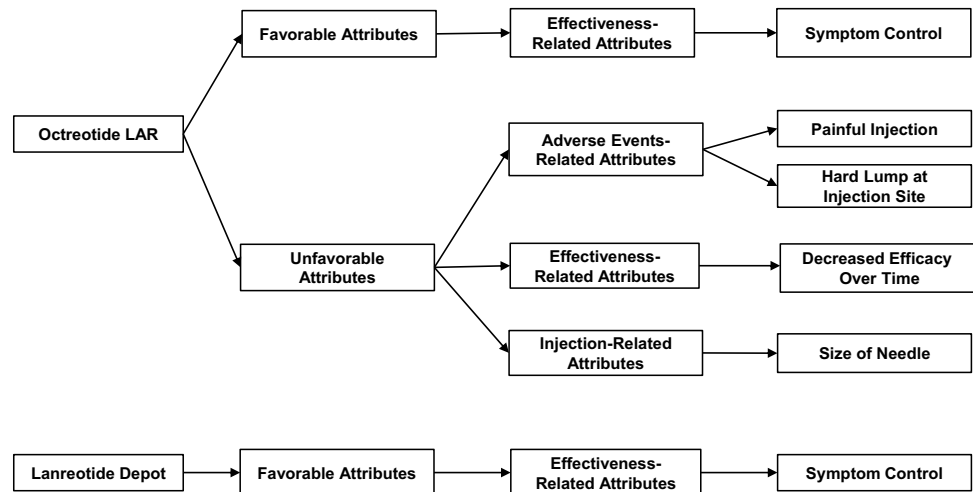 Favorable Attributes
Effectiveness-
Related Attributes
Symptom Control
Octreotide LAR
Adverse Events-
Related Attributes
Painful Injection
Hard Lump at
Injection Site
Unfavorable
Attributes
Effectiveness-
Related Attributes
Decreased Efficacy
Over Time
Injection-Related
Attributes
Size of Needle
Lanreotide Depot
Favorable Attributes
Effectiveness-
Related Attributes
Symptom Control